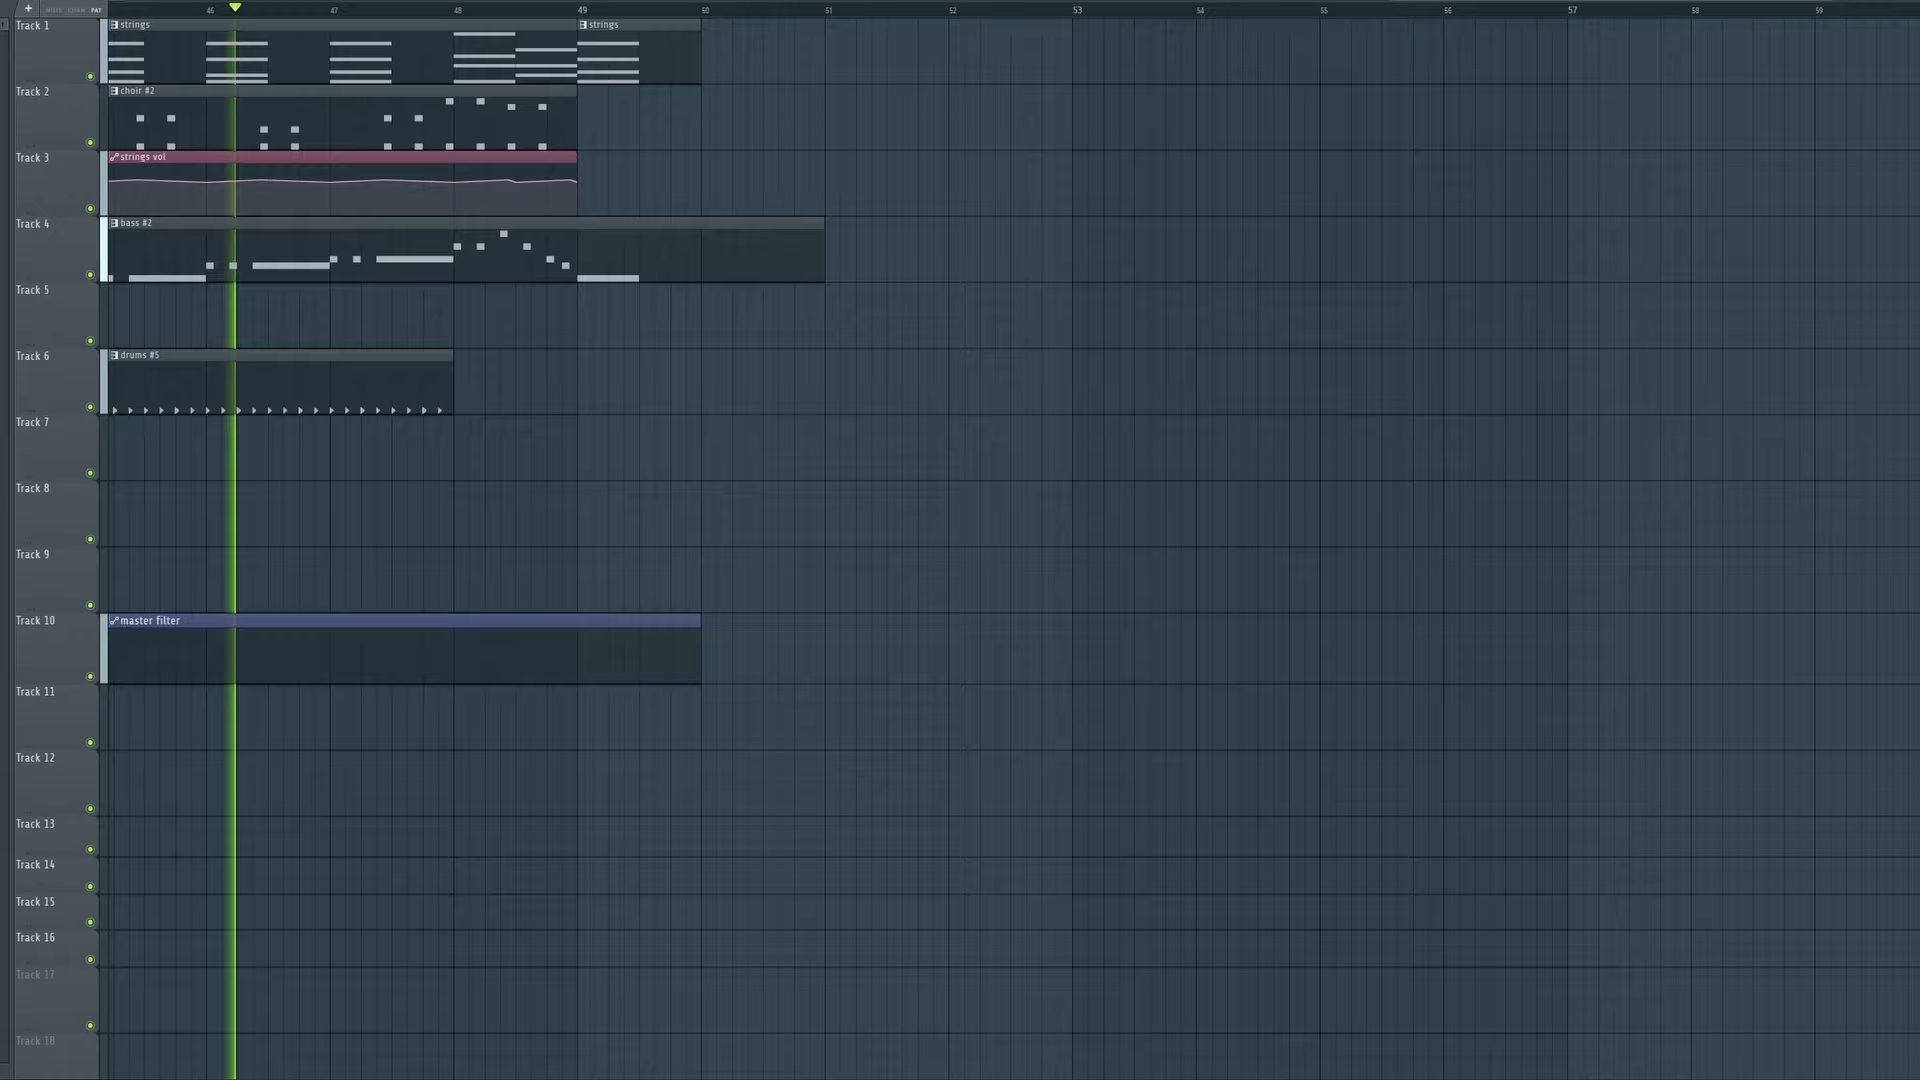 + NOTE CHAN PAT
46 47 48 49 50 51 52 53 54 55 56 57 58 59
Track 1
strings strings
Track 2
choir #2
Track 3
strings vol
Track 4
bass #2
Track 5
Track 6
drums #5
Track 7
Track 8
Track 9
Track 10
master filter
Track 11
Track 12
Track 13
Track 14
Track 15
Track 16
Track 17
Track 18